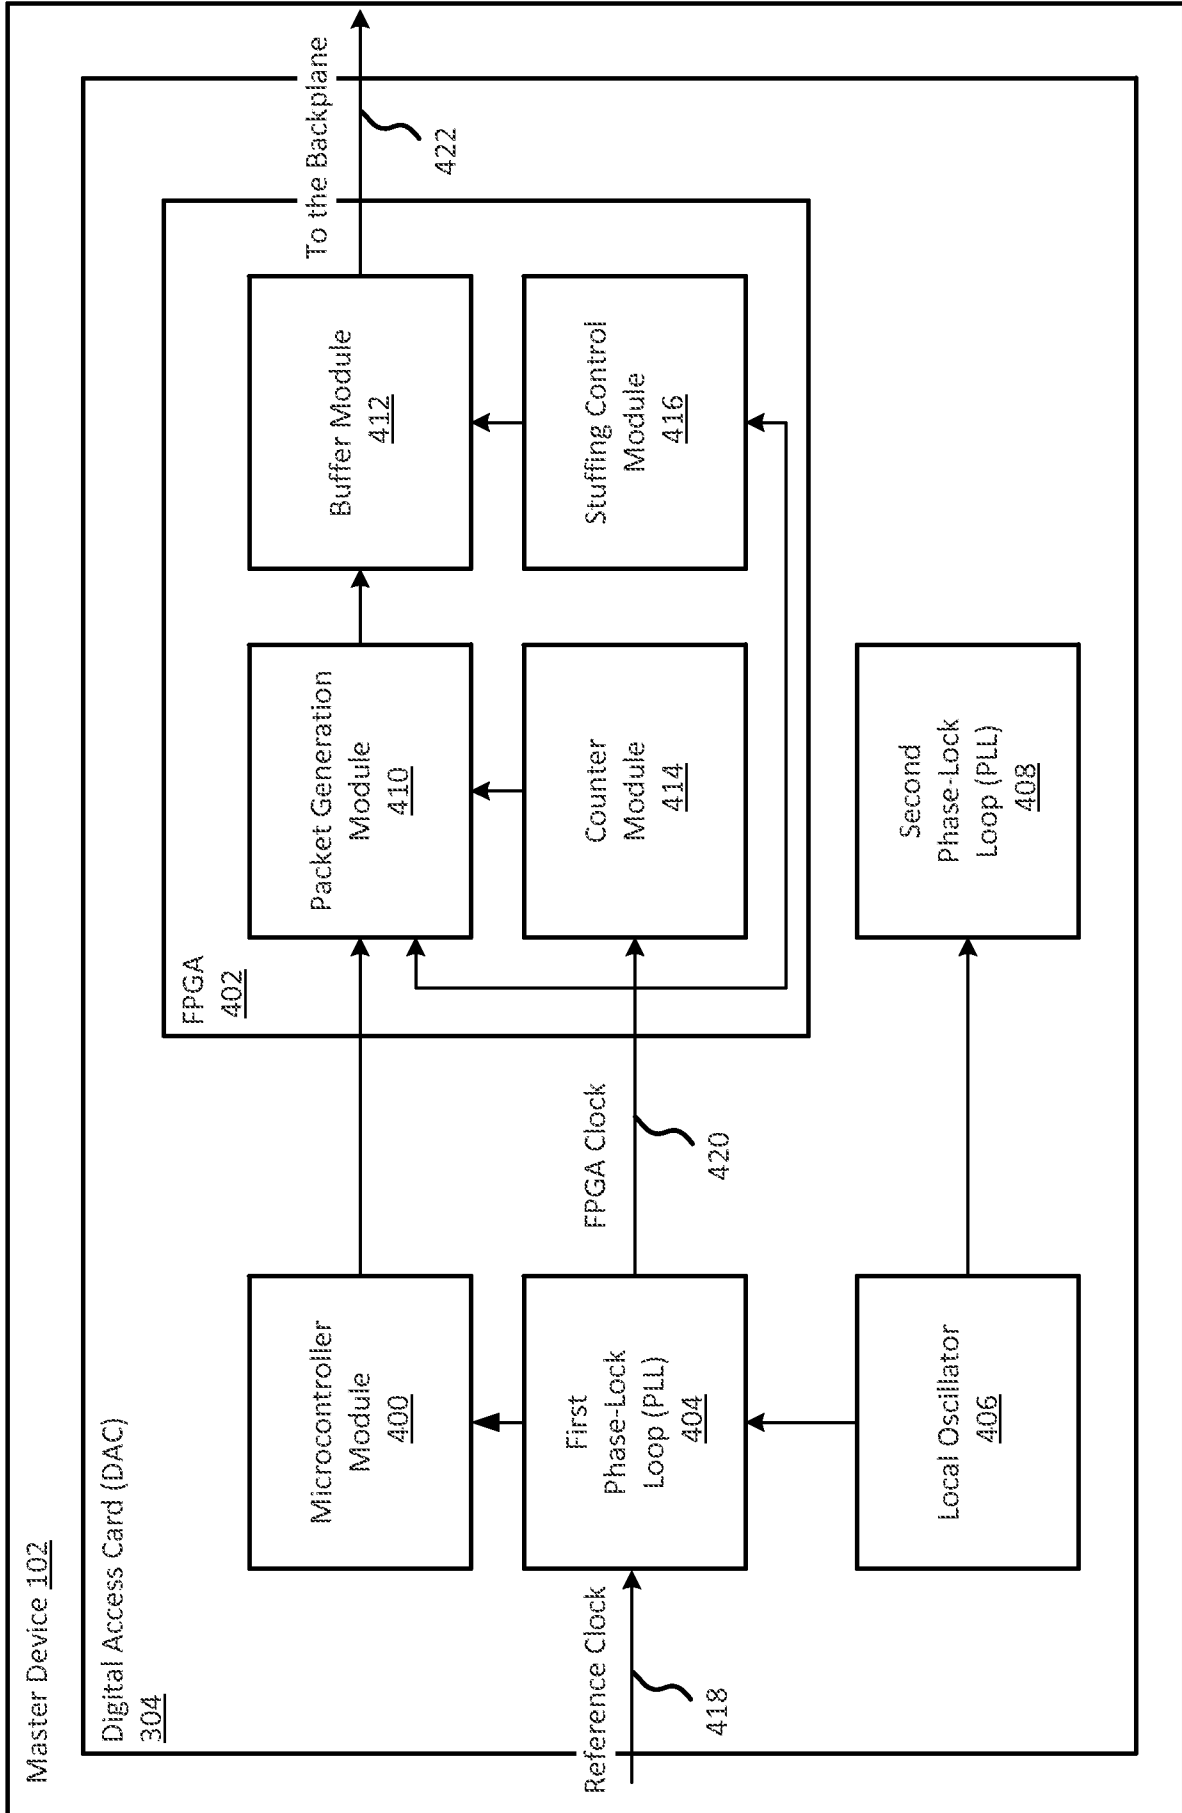 Master Device 102
Digital Access Card (DAC)
304
Microcontroller
Module
400
FPGA
402
Packet Generation
Module
410
Buffer Module
412
To the Backplane
422
Reference Clock
418
First
Phase-Lock
Loop (PLL)
404
FPGA Clock
420
Counter
Module
414
Stuffing Control
Module
416
Local Oscillator
406
Second
Phase-Lock
Loop (PLL)
408